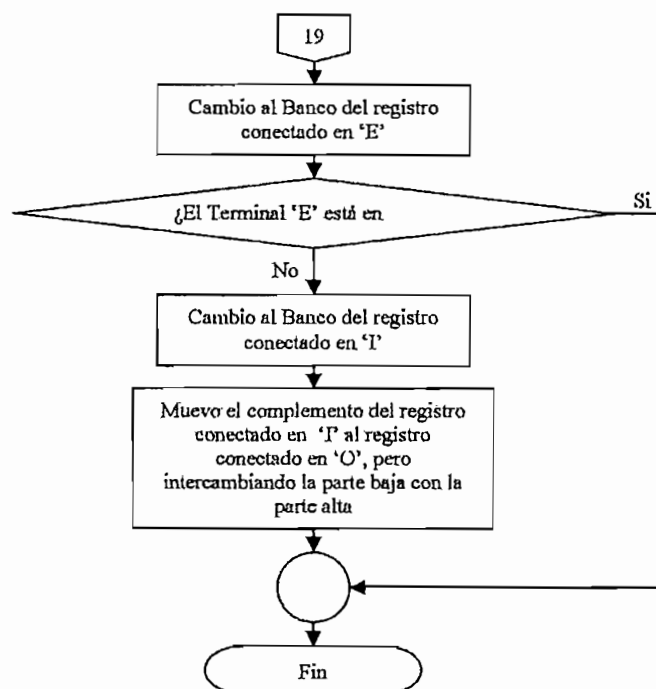 19
Cambio al Banco del registro
conectado en ‘E’
¿El Terminal ‘E’ está en
Si
No
Cambio al Banco del registro
conectado en ‘I’
Muevo el complemento del registro
conectado en ‘I’ al registro
conectado en ‘O’, pero
intercambiando la parte baja con la
parte alta
Fin